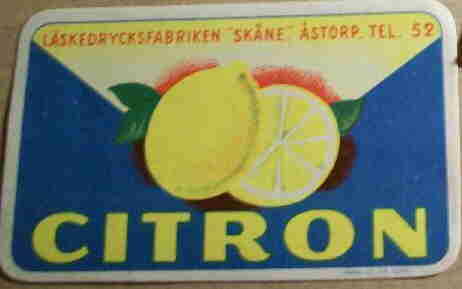 LÄSKEDRYCKSFABRIKEN "SKÅNE", ÅSTORP. TEL. 52
CITRON